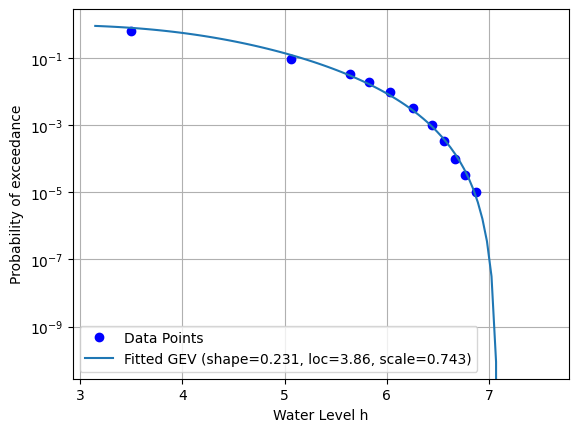 Probability of exceedance
10⁻¹
10⁻³
10⁻⁵
10⁻⁷
10⁻⁹
Data Points
Fitted GEV (shape=0.231, loc=3.86, scale=0.743)
3 4 5 6 7
Water Level h